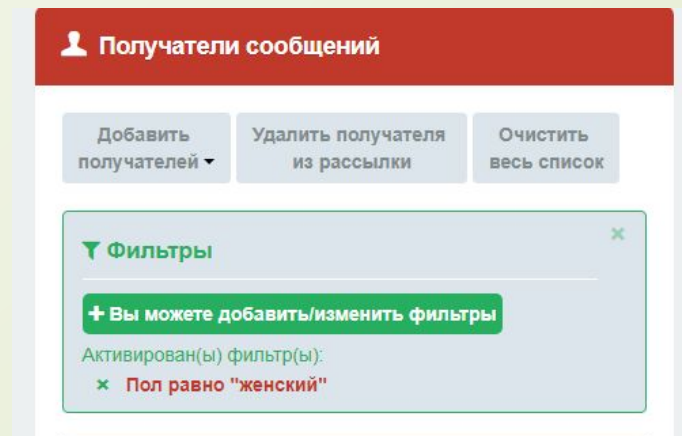 Получатели сообщений
Добавить получателей
Удалить получателя из рассылки
Очистить весь список
Фильтры
+ Вы можете добавить/изменить фильтры
Активирован(ы) фильтр(ы):
× Пол равно "женский"